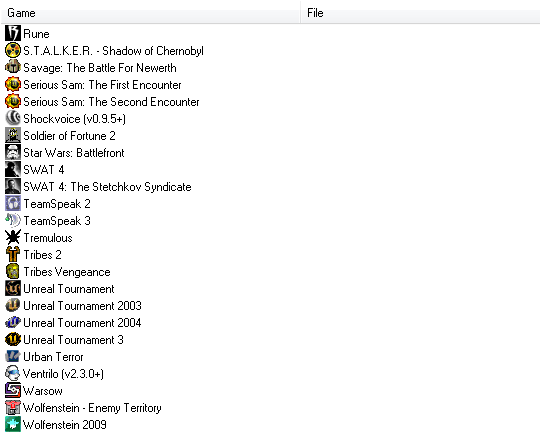 Game File
Rune
S.T.A.L.K.E.R. - Shadow of Chernobyl
Savage: The Battle For Newerth
Serious Sam: The First Encounter
Serious Sam: The Second Encounter
Shockvoice (v0.9.5+)
Soldier of Fortune 2
Star Wars: Battlefront
SWAT 4
SWAT 4: The Stetchkov Syndicate
TeamSpeak 2
TeamSpeak 3
Tremulous
Tribes 2
Tribes Vengeance
Unreal Tournament
Unreal Tournament 2003
Unreal Tournament 2004
Unreal Tournament 3
Urban Terror
Ventrilo (v2.3.0+)
Warsow
Wolfenstein - Enemy Territory
Wolfenstein 2009